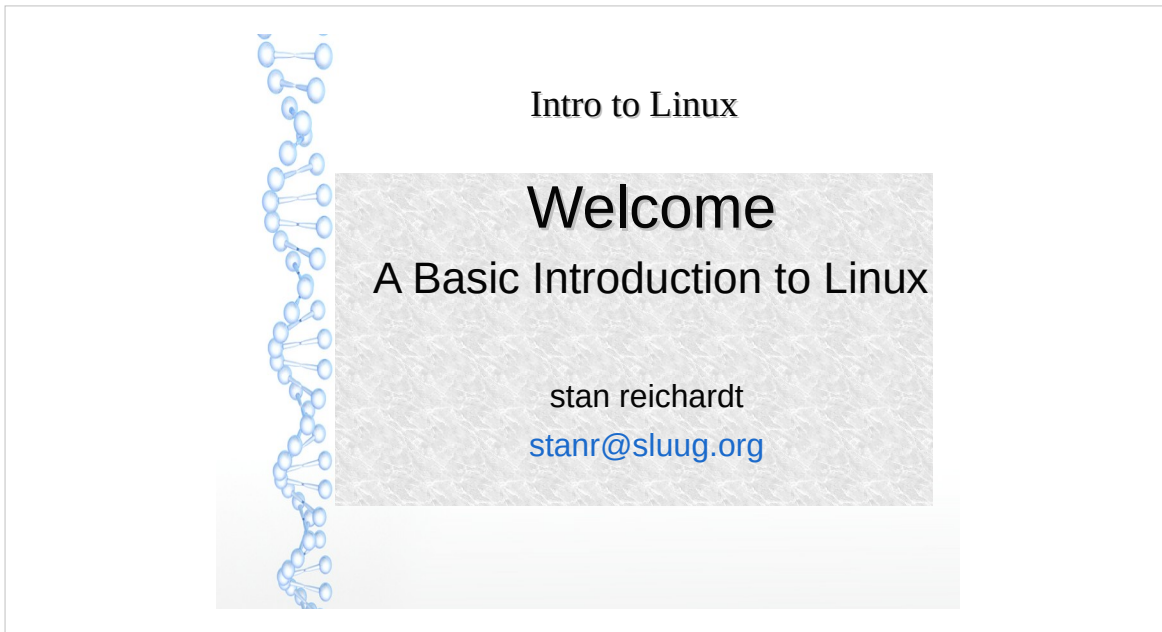 Intro to Linux
Welcome
A Basic Introduction to Linux
stan reichardt
stanr@sluug.org